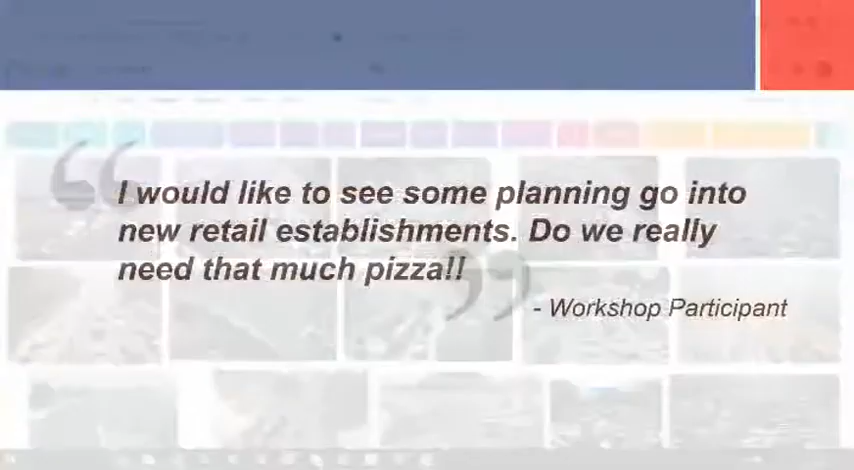 I would like to see some planning go into
new retail establishments. Do we really
need that much pizza!!
- Workshop Participant